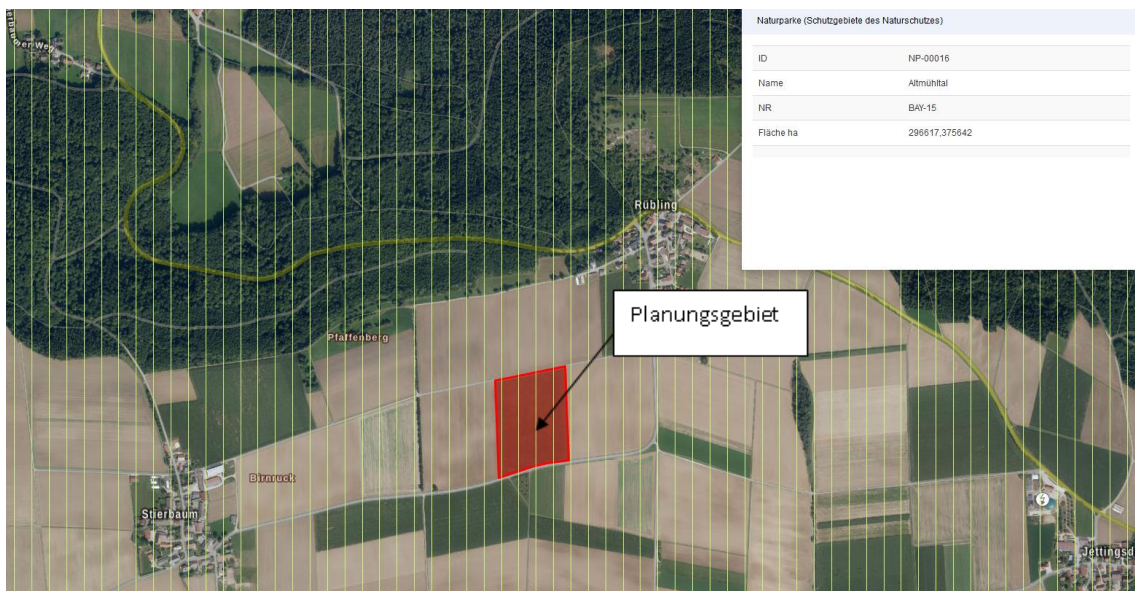 Naturparke (Schutzgebiete des Naturschutzes)
ID NP-00016
Name Altmühltal
NR BAY-15
Fläche ha 296617,375642
Rübling
Planungsgebiet
Pfaffenberg
Birnruck
Stierbaum
Jettingsd